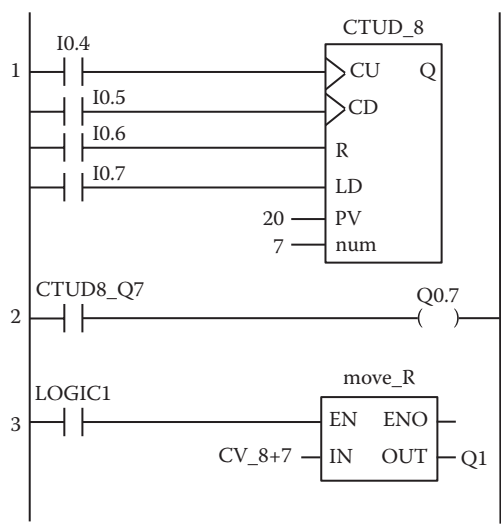 CTUD_8
1 I0.4 CU Q
I0.5 CD
I0.6 R
I0.7 LD
20 PV
7 num
CTUD8_Q7 Q0.7
2 ( )
move_R
LOGIC1
3 EN ENO
CV_8+7 IN OUT Q1